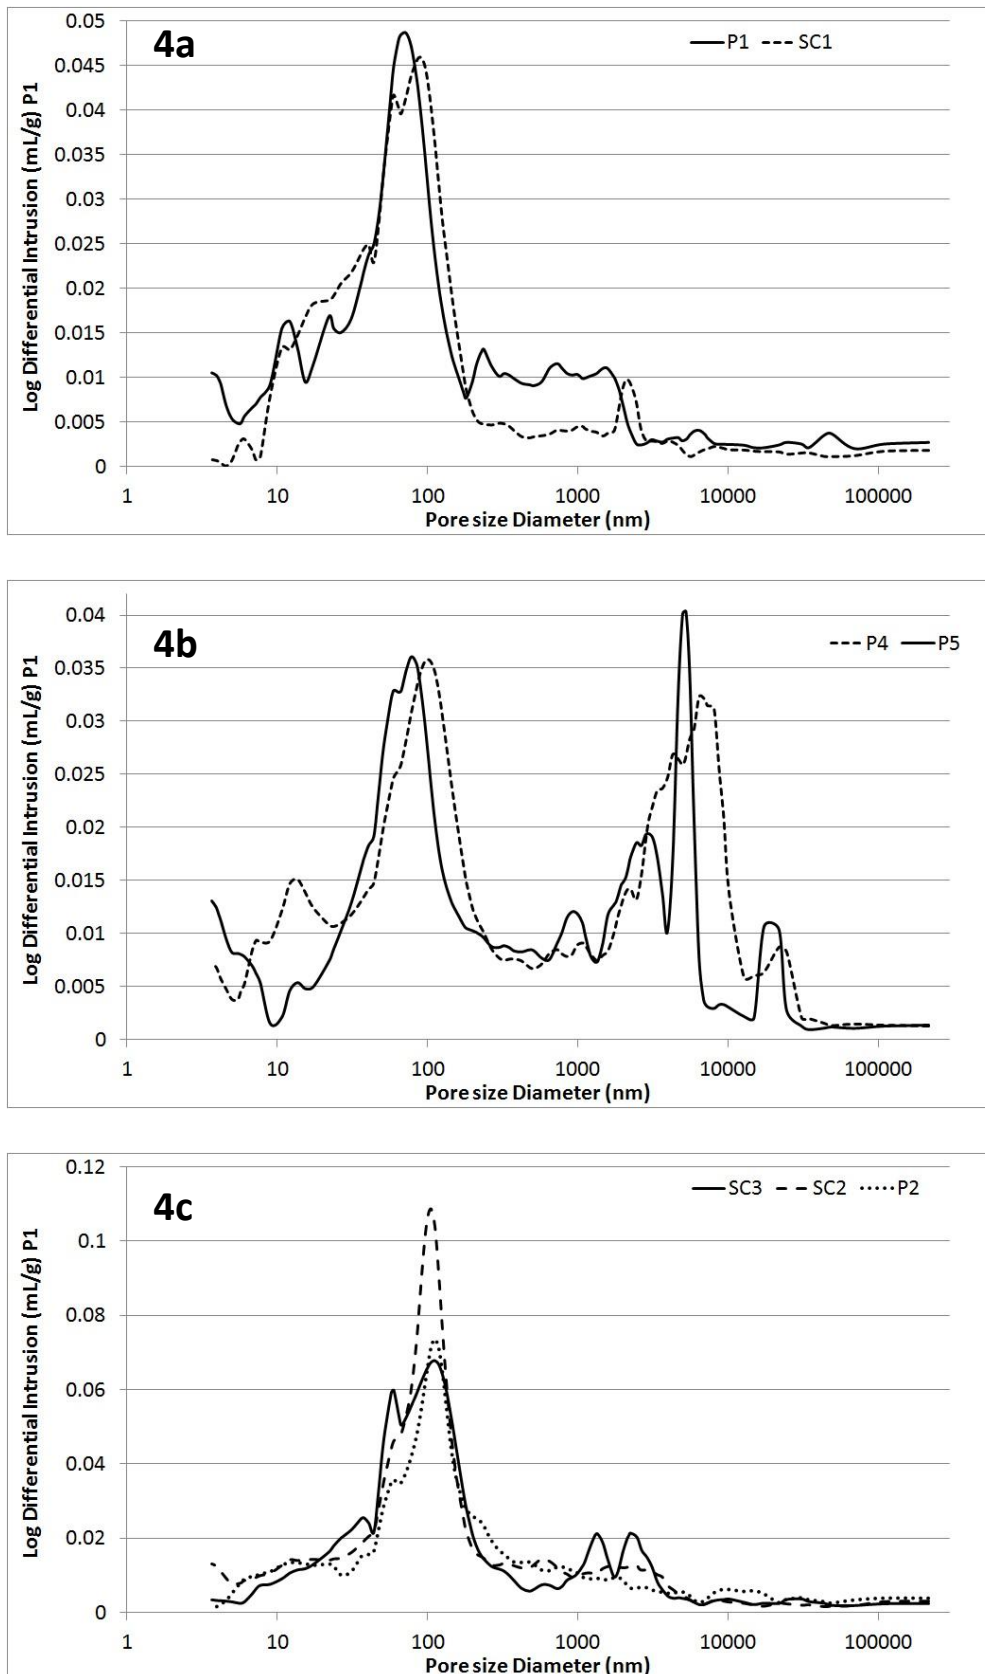 4a
P1 SC1
Log Differential Intrusion (mL/g) P1
0.05
0.045
0.04
0.035
0.03
0.025
0.02
0.015
0.01
0.005
0
1 10 100 1000 10000 100000
Pore size Diameter (nm)
4b
P4 P5
Log Differential Intrusion (mL/g) P1
0.04
0.035
0.03
0.025
0.02
0.015
0.01
0.005
0
1 10 100 1000 10000 100000
Pore size Diameter (nm)
4c
SC3 SC2 P2
Log Differential Intrusion (mL/g) P1
0.12
0.1
0.08
0.06
0.04
0.02
0
1 10 100 1000 10000 100000
Pore size Diameter (nm)